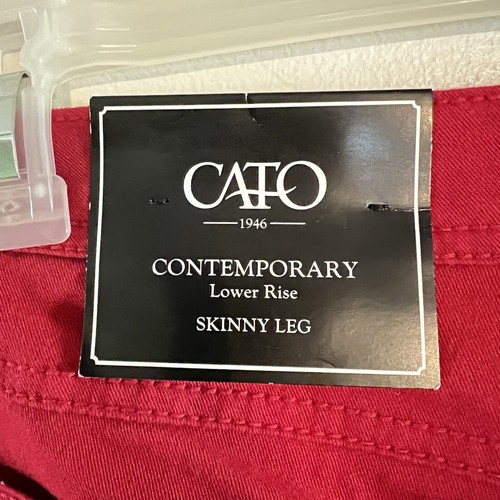 CATO
1946
CONTEMPORARY
Lower Rise
SKINNY LEG